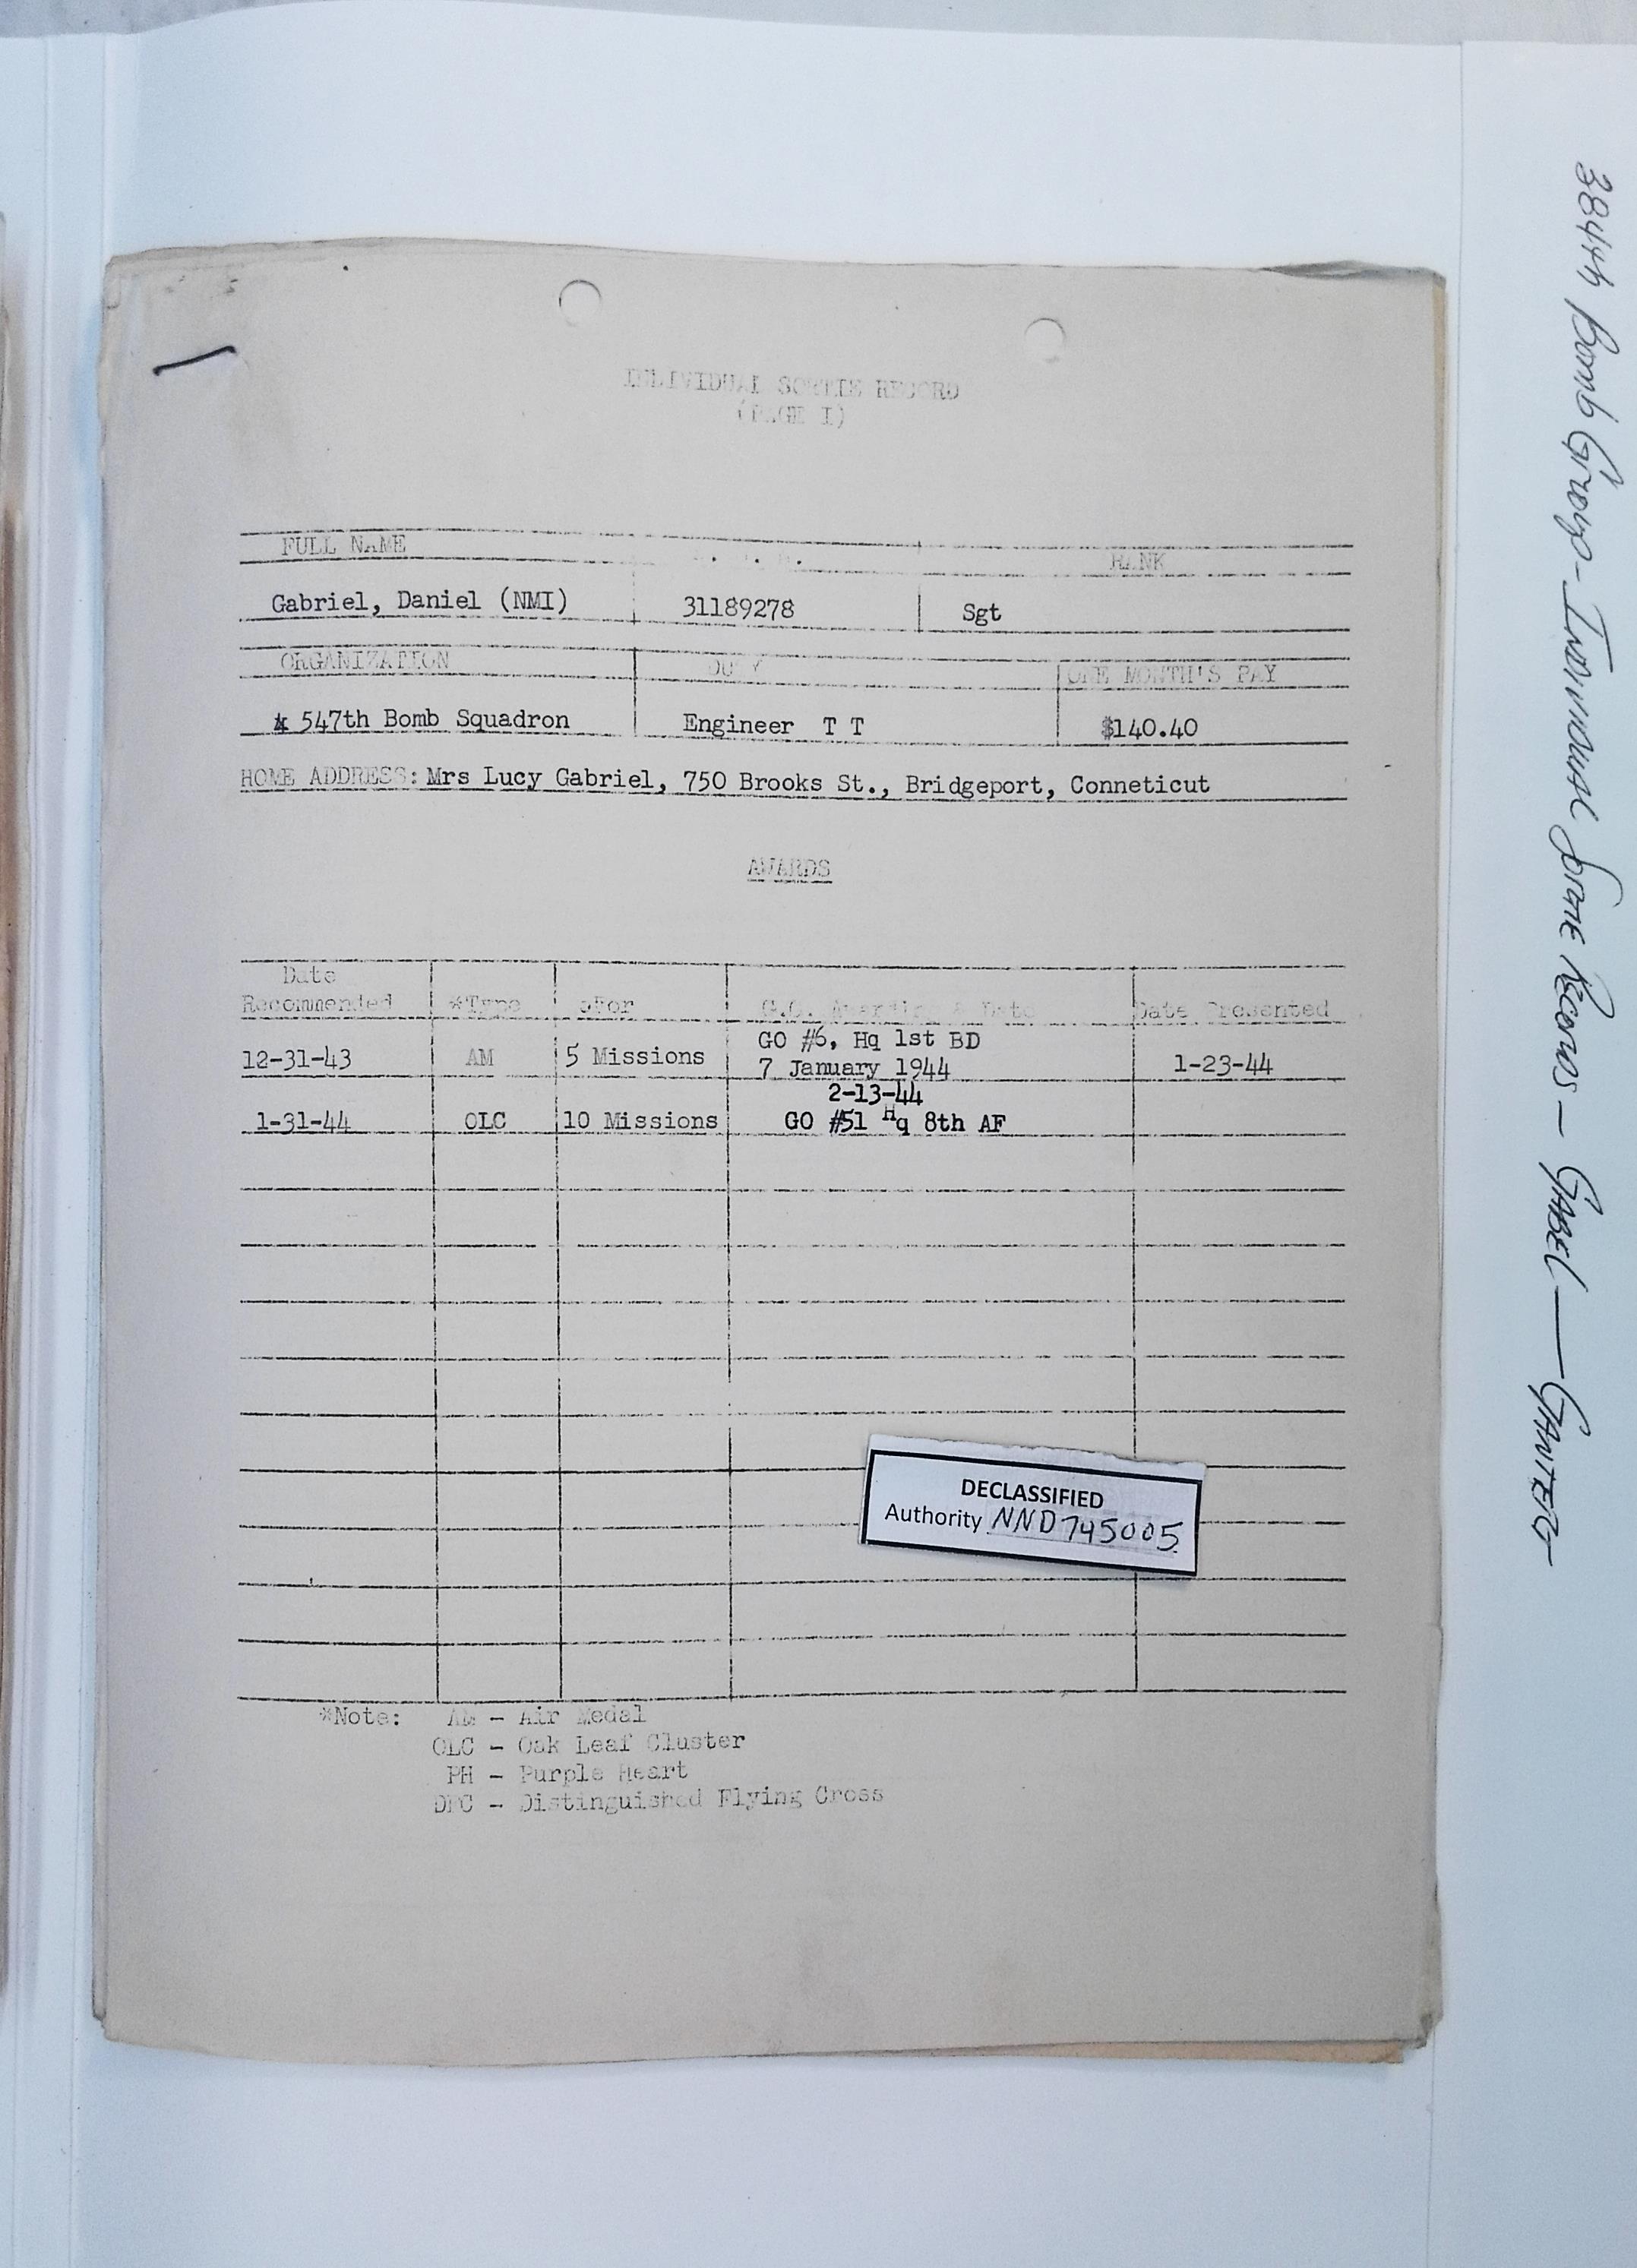 INDIVIDUAL SORTIE RECORD
(PAGE I)
FULL NAME RANK
Gabriel, Daniel (NMI) 31189278 Sgt
ORGANIZATION DUTY ONE MONTH'S PAY
547th Bomb Squadron Engineer T T $140.40
HOME ADDRESS: Mrs Lucy Gabriel, 750 Brooks St., Bridgeport, Conneticut
AWARDS
Date
Recommended *Type For G.O. Awarding & Date Date Presented
GO #6, Hq 1st BD
12-31-43 AM 5 Missions 7 January 1944 1-23-44
2-13-44
1-31-44 OLC 10 Missions GO #51 Hq 8th AF
DECLASSIFIED
Authority NND745005
*Note: AM - Air Medal
OLC - Oak Leaf Cluster
PH - Purple Heart
DFC - Distinguished Flying Cross
384th Bomb Group - Individual Sortie Records - GABEL - GANTERT